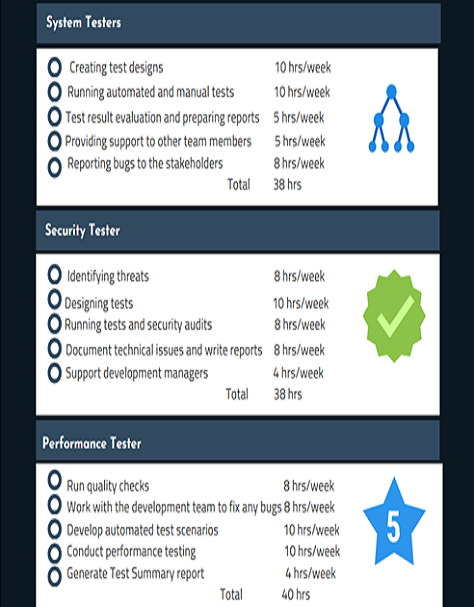 System Testers
Creating test designs 10 hrs/week
Running automated and manual tests 10 hrs/week
Test result evaluation and preparing reports 5 hrs/week
Providing support to other team members 5 hrs/week
Reporting bugs to the stakeholders 8 hrs/week
Total 38 hrs
Security Tester
Identifying threats 8 hrs/week
Designing tests 10 hrs/week
Running tests and security audits 8 hrs/week
Document technical issues and write reports 8 hrs/week
Support development managers 4 hrs/week
Total 38 hrs
Performance Tester
Run quality checks 8 hrs/week
Work with the development team to fix any bugs 8 hrs/week
Develop automated test scenarios 10 hrs/week
Conduct performance testing 10 hrs/week
Generate Test Summary report 4 hrs/week
Total 40 hrs
5